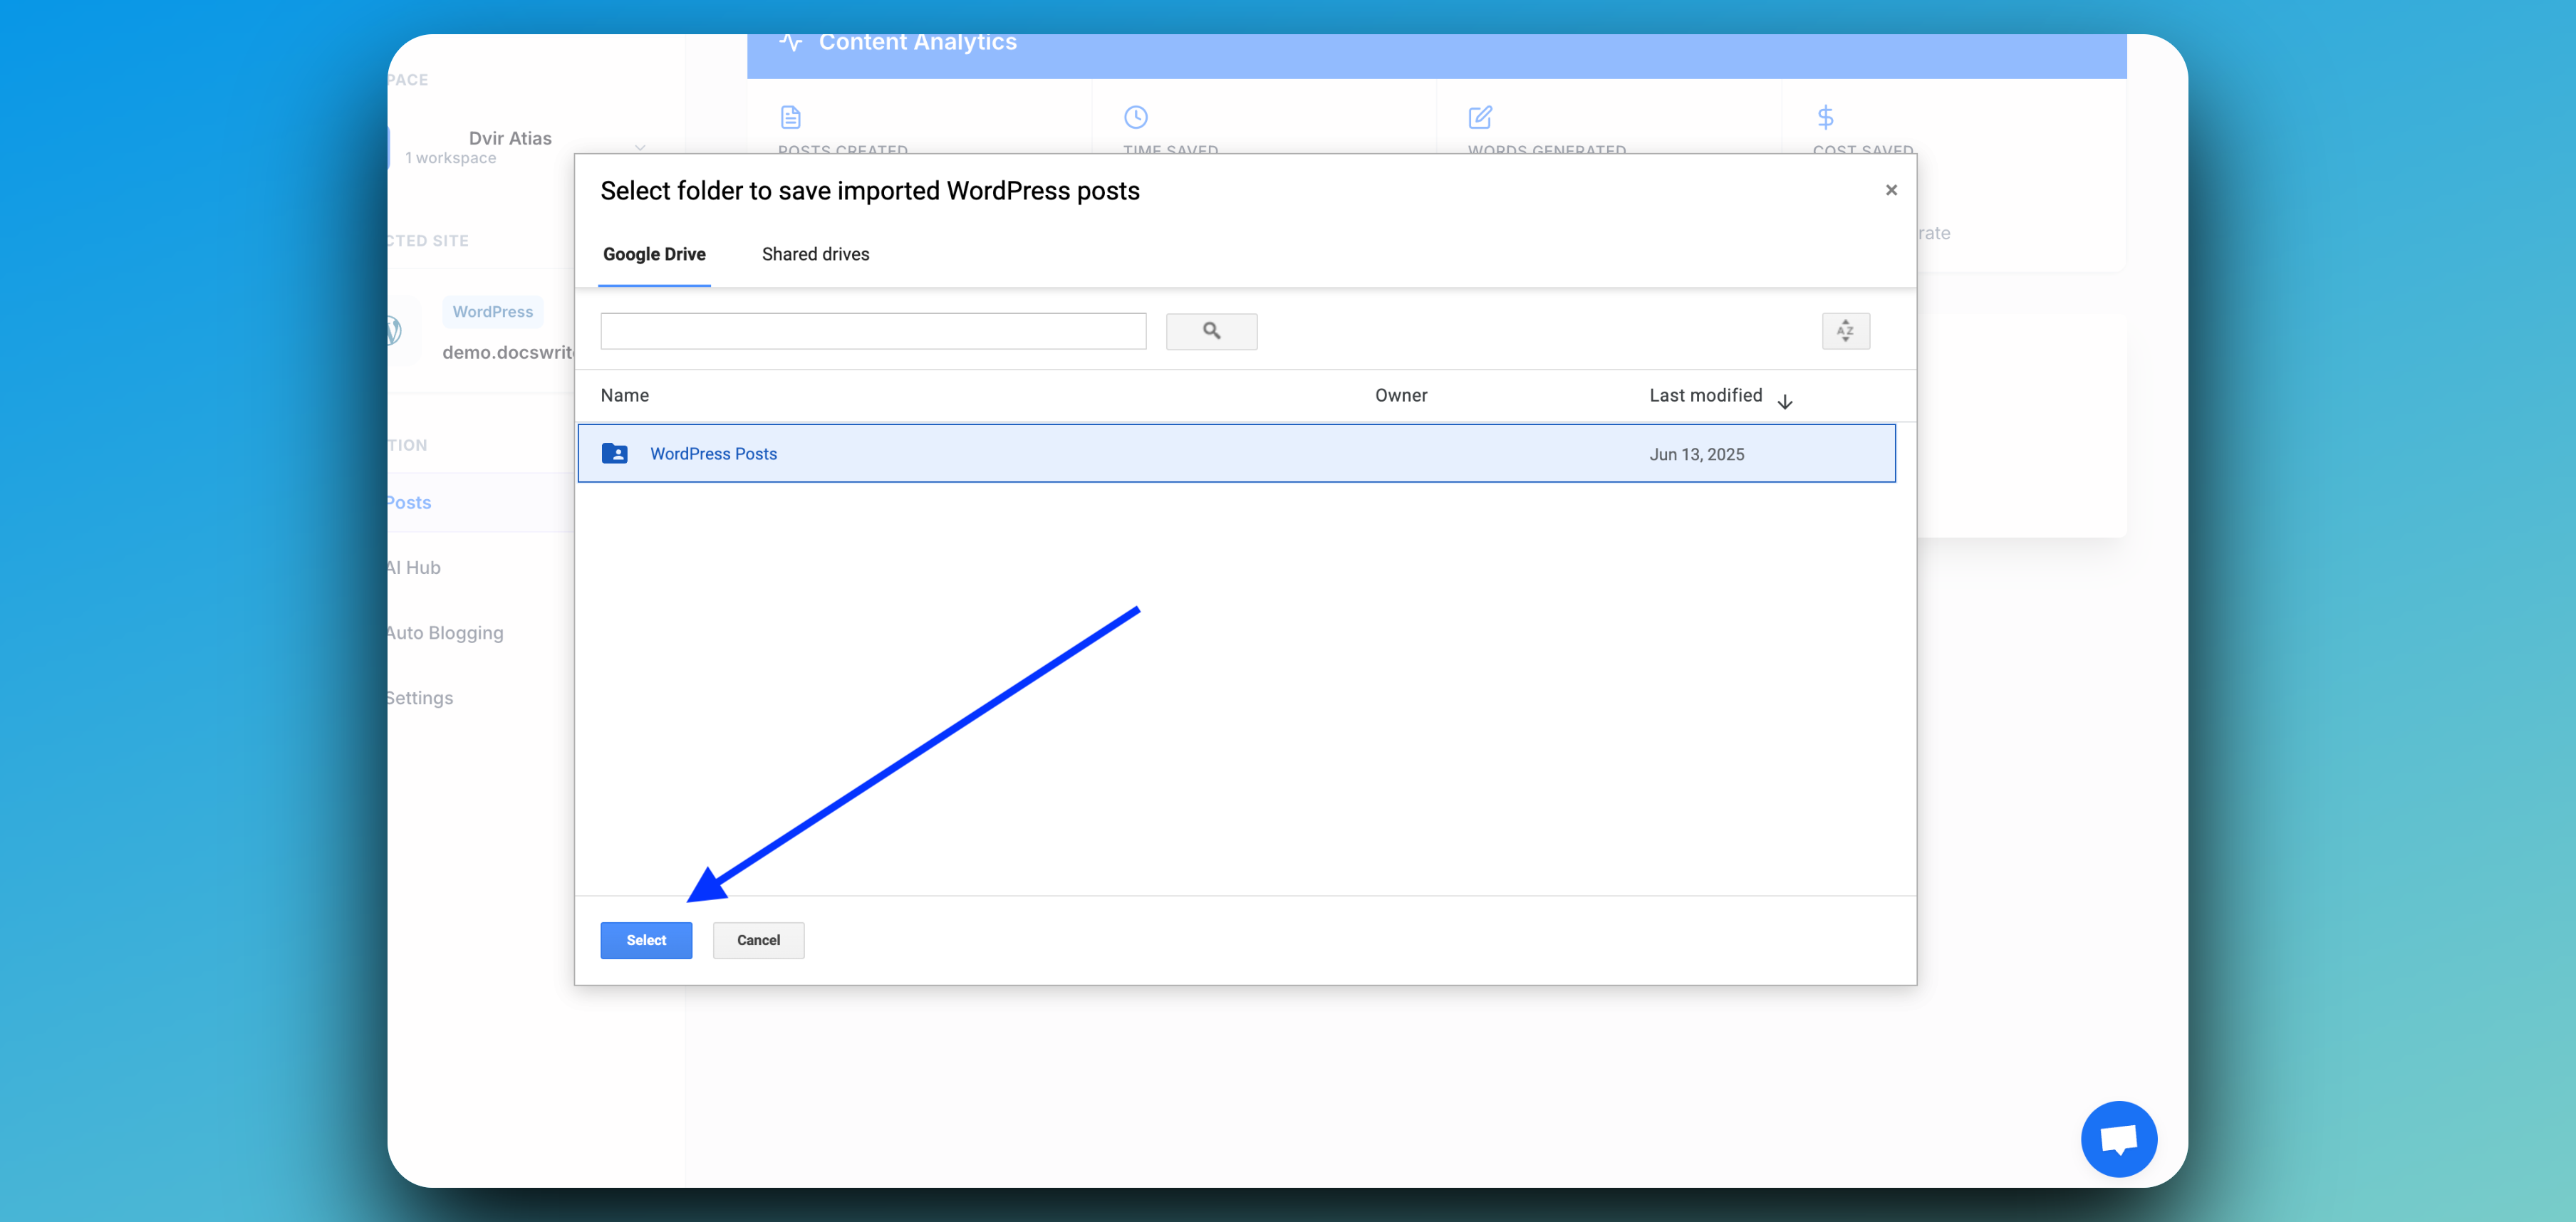 Content Analytics
PACE
Dvir Atias
1 workspace
POSTS CREATED
TIME SAVED
WORDS GENERATED
COST SAVED
Select folder to save imported WordPress posts
CTED SITE
rate
Google Drive
Shared drives
WordPress
demo.docswrite
AZ
Name
Owner
Last modified
TION
WordPress Posts
Jun 13, 2025
Posts
AI Hub
Auto Blogging
Settings
Select
Cancel